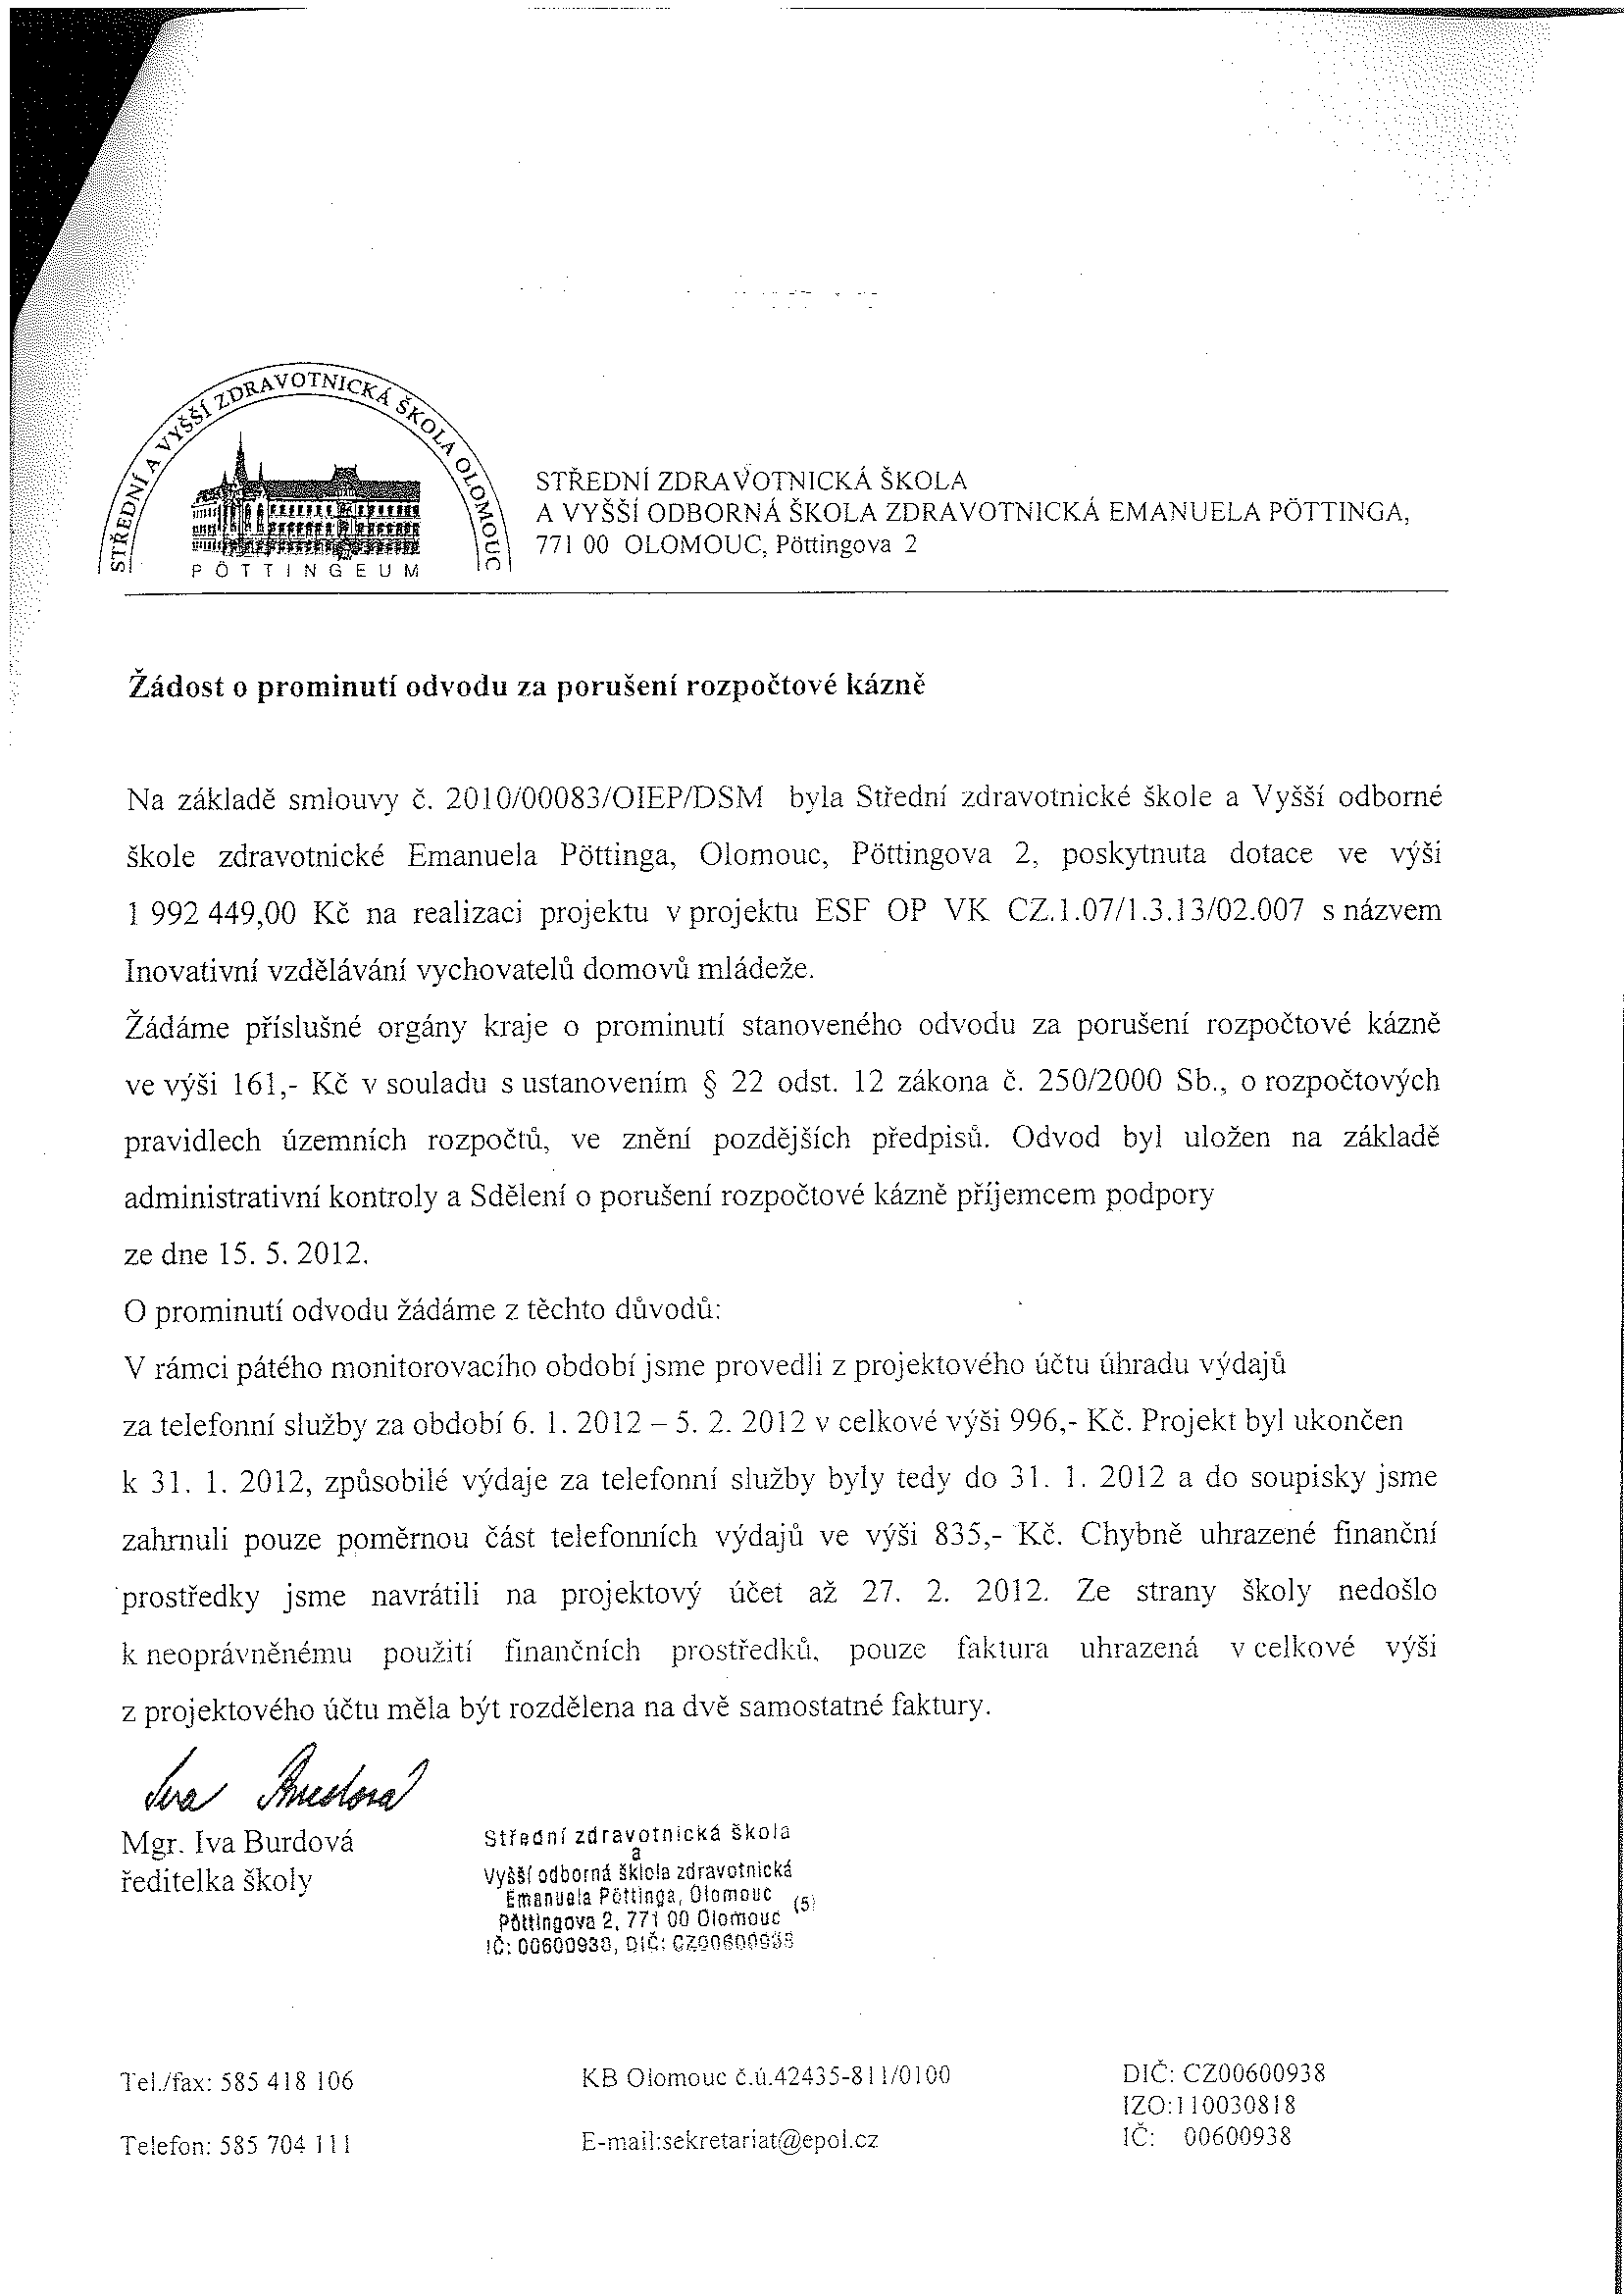 STŘEDNÍ A VYŠŠÍ ZDRAVOTNICKÁ ŠKOLA OLOMOUC
PÖTTINGEUM
STŘEDNÍ ZDRAVOTNICKÁ ŠKOLA
A VYŠŠÍ ODBORNÁ ŠKOLA ZDRAVOTNICKÁ EMANUELA PÖTTINGA,
771 00 OLOMOUC, Pöttingova 2
Žádost o prominutí odvodu za porušení rozpočtové kázně
Na základě smlouvy č. 2010/00083/OIEP/DSM byla Střední zdravotnické škole a Vyšší odborné
škole zdravotnické Emanuela Pöttinga, Olomouc, Pöttingova 2, poskytnuta dotace ve výši
1 992 449,00 Kč na realizaci projektu v projektu ESF OP VK CZ.1.07/1.3.13/02.007 s názvem
Inovativní vzdělávání vychovatelů domovů mládeže.
Žádáme příslušné orgány kraje o prominutí stanoveného odvodu za porušení rozpočtové kázně
ve výši 161,- Kč v souladu s ustanovením § 22 odst. 12 zákona č. 250/2000 Sb., o rozpočtových
pravidlech územních rozpočtů, ve znění pozdějších předpisů. Odvod byl uložen na základě
administrativní kontroly a Sdělení o porušení rozpočtové kázně příjemcem podpory
ze dne 15. 5. 2012.
O prominutí odvodu žádáme z těchto důvodů:
V rámci pátého monitorovacího období jsme provedli z projektového účtu úhradu výdajů
za telefonní služby za období 6. 1. 2012 – 5. 2. 2012 v celkové výši 996,- Kč. Projekt byl ukončen
k 31. 1. 2012, způsobilé výdaje za telefonní služby byly tedy do 31. 1. 2012 a do soupisky jsme
zahrnuli pouze poměrnou část telefonních výdajů ve výši 835,- Kč. Chybně uhrazené finanční
prostředky jsme navrátili na projektový účet až 27. 2. 2012. Ze strany školy nedošlo
k neoprávněnému použití finančních prostředků, pouze faktura uhrazená v celkové výši
z projektového účtu měla být rozdělena na dvě samostatné faktury.
Iva Burdová
Mgr. Iva Burdová
ředitelka školy
Střední zdravotnická škola
a
Vyšší odborná škola zdravotnická
Emanuela Pöttinga, Olomouc
Pöttingova 2, 771 00 Olomouc (5)
IČ: 00600938, DIČ: CZ00600938
Tel./fax: 585 418 106
KB Olomouc č.ú.42435-811/0100
DIČ: CZ00600938
IZO:110030818
Telefon: 585 704 111
E-mail:sekretariat@epol.cz
IČ: 00600938